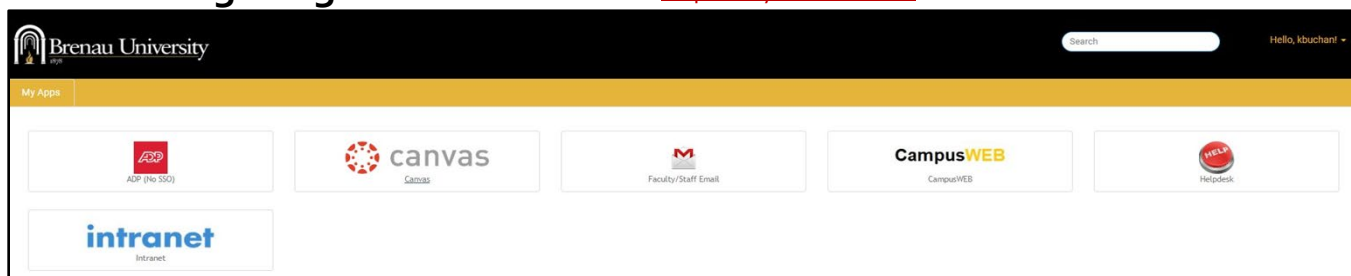 Brenau University
1878
Search
Hello, kbuchan!
My Apps
ADP
ADP (No SSO)
canvas
Canvas
Faculty/Staff Email
CampusWEB
CampusWEB
HELP
Helpdesk
intranet
Intranet